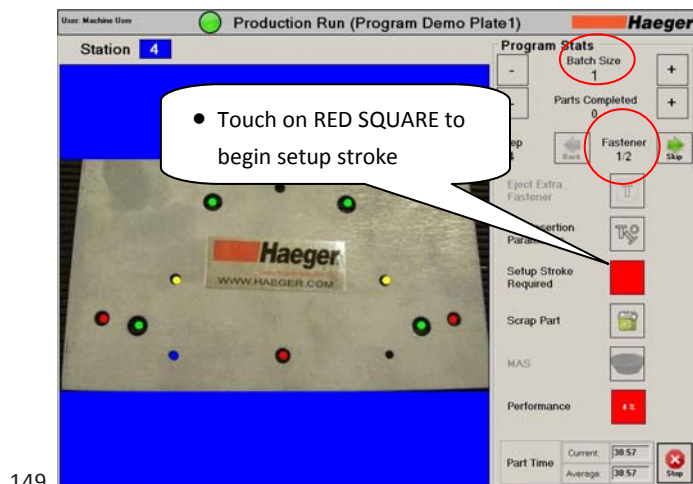 User: Machine User
Production Run (Program Demo Plate1)
Haeger
Station 4
Program Stats
Batch Size
-
1
+
- Parts Completed +
0
Fastener
Back 1/2 Skip
4
• Touch on RED SQUARE to
begin setup stroke
Eject Extra
Fastener
Haeger
WWW.HAEGER.COM
Setup Stroke
Required
Scrap Part
MAS
Performance 4 %
Part Time
Current: 30.57
Average: 30.57
Stop
149